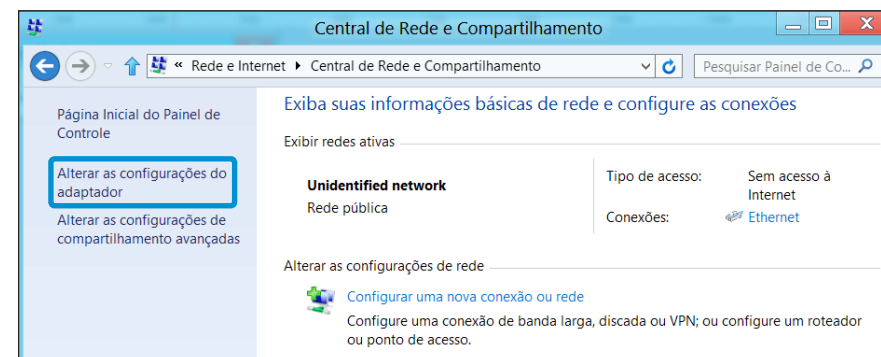 Central de Rede e Compartilhamento
« Rede e Internet ▸ Central de Rede e Compartilhamento
Pesquisar Painel de Co...
Página Inicial do Painel de
Controle
Alterar as configurações do
adaptador
Alterar as configurações de
compartilhamento avançadas
Exiba suas informações básicas de rede e configure as conexões
Exibir redes ativas
Unidentified network
Rede pública
Tipo de acesso: Sem acesso à
Internet
Conexões: Ethernet
Alterar as configurações de rede
Configurar uma nova conexão ou rede
Configure uma conexão de banda larga, discada ou VPN; ou configure um roteador
ou ponto de acesso.